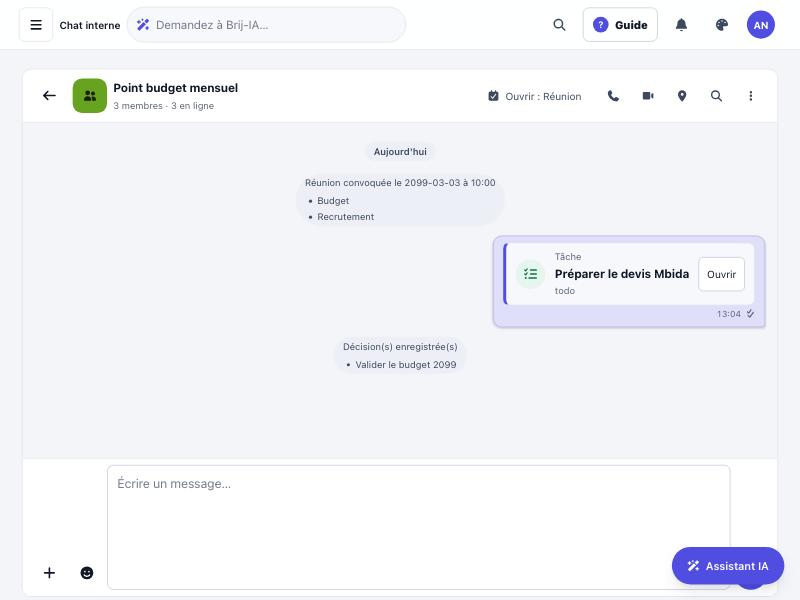 Chat interne
Demandez à Brij-IA...
? Guide
AN
Point budget mensuel
3 membres · 3 en ligne
Ouvrir : Réunion
Aujourd'hui
Réunion convoquée le 2099-03-03 à 10:00
• Budget
• Recrutement
Tâche
Préparer le devis Mbida
todo
Ouvrir
13:04
Décision(s) enregistrée(s)
• Valider le budget 2099
Écrire un message...
Assistant IA